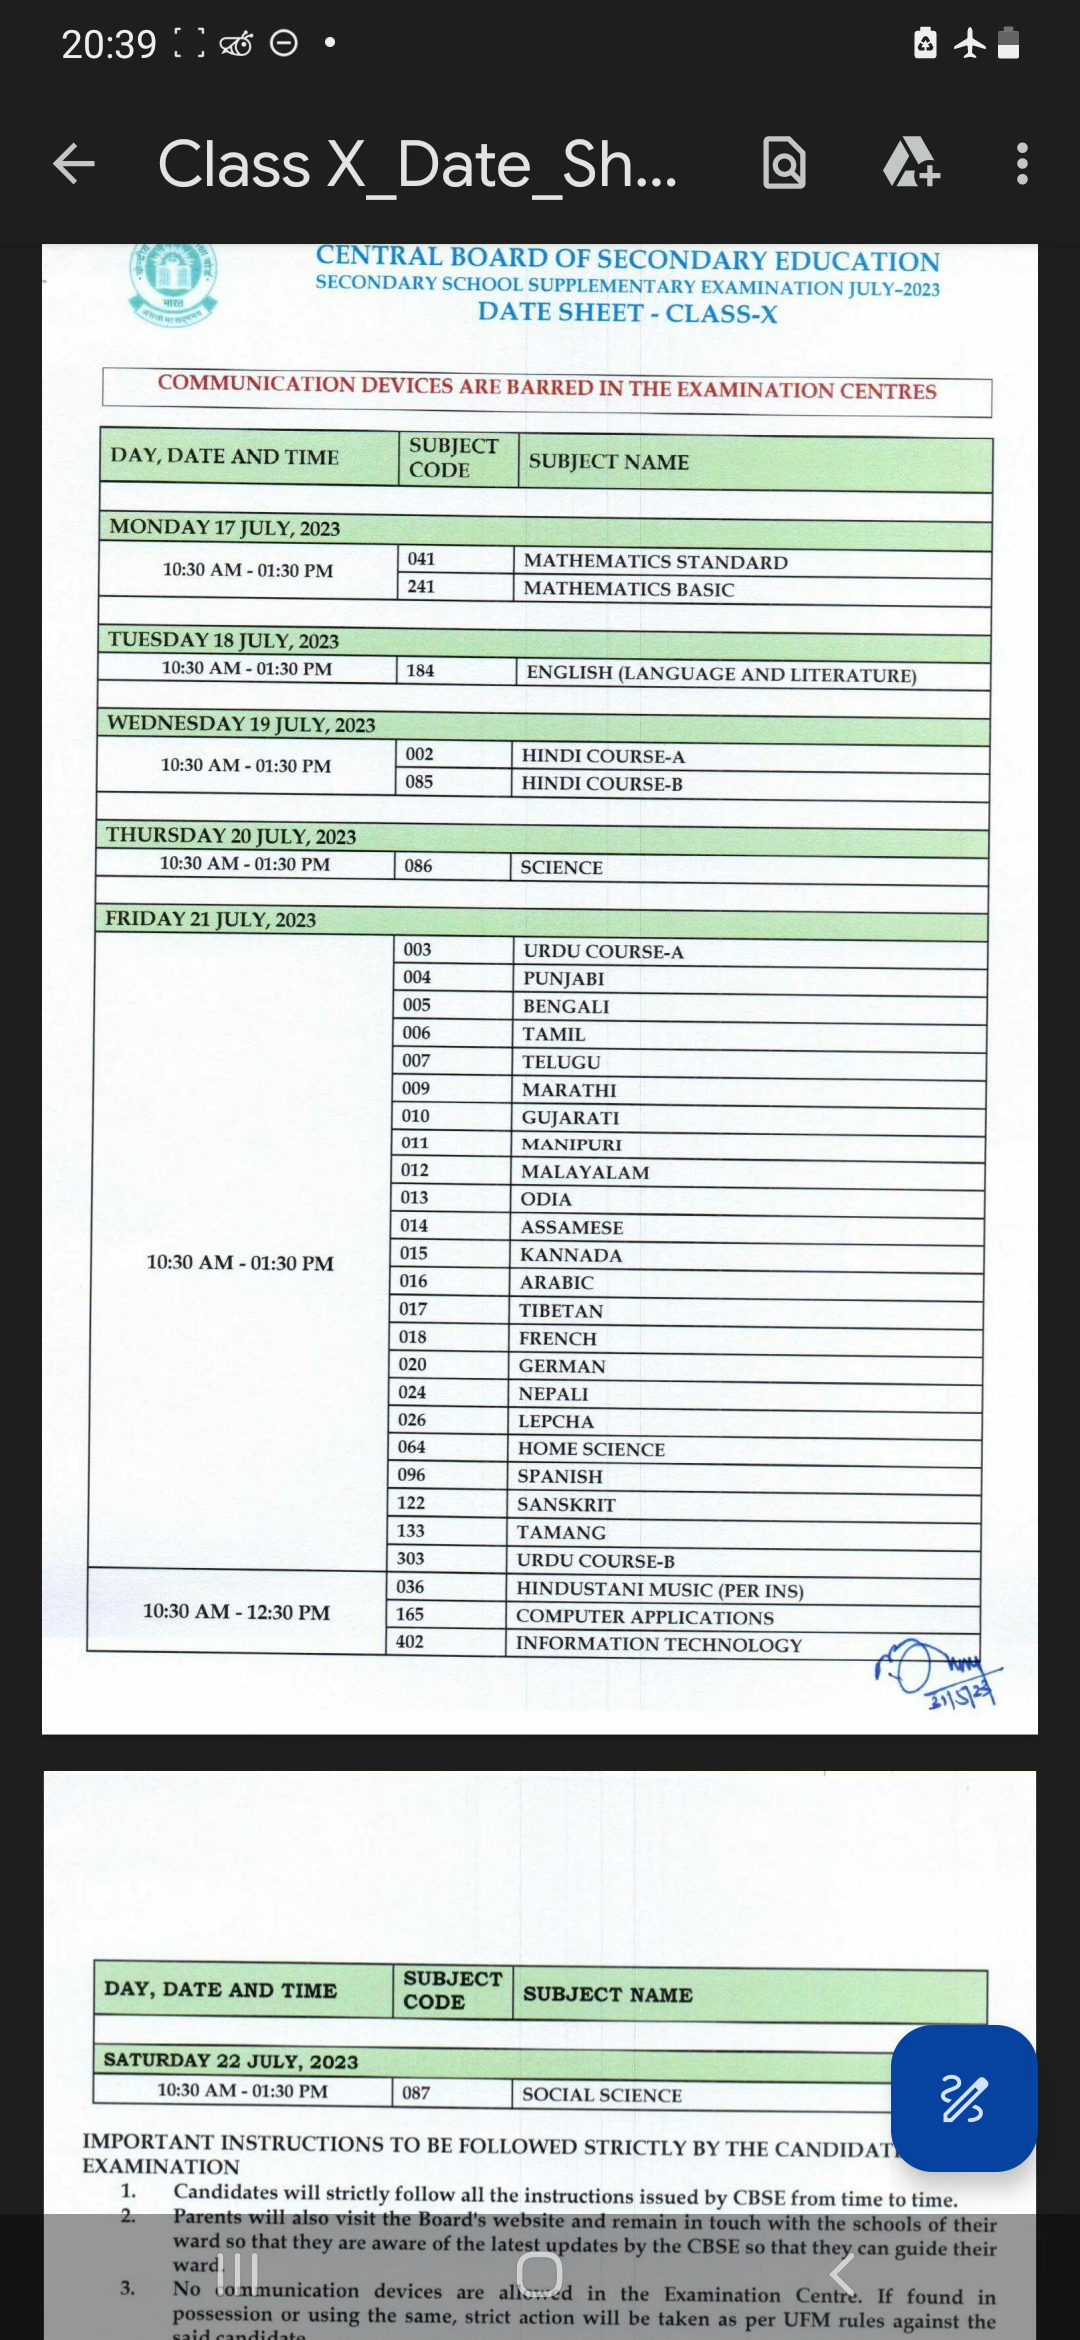 20:39
Class X_Date_Sh...
भारत
CENTRAL BOARD OF SECONDARY EDUCATION
SECONDARY SCHOOL SUPPLEMENTARY EXAMINATION JULY-2023
DATE SHEET - CLASS-X
COMMUNICATION DEVICES ARE BARRED IN THE EXAMINATION CENTRES
DAY, DATE AND TIME SUBJECT CODE SUBJECT NAME
MONDAY 17 JULY, 2023
10:30 AM - 01:30 PM
041 MATHEMATICS STANDARD
241 MATHEMATICS BASIC
TUESDAY 18 JULY, 2023
10:30 AM - 01:30 PM 184 ENGLISH (LANGUAGE AND LITERATURE)
WEDNESDAY 19 JULY, 2023
10:30 AM - 01:30 PM
002 HINDI COURSE-A
085 HINDI COURSE-B
THURSDAY 20 JULY, 2023
10:30 AM - 01:30 PM 086 SCIENCE
FRIDAY 21 JULY, 2023
10:30 AM - 01:30 PM
003 URDU COURSE-A
004 PUNJABI
005 BENGALI
006 TAMIL
007 TELUGU
009 MARATHI
010 GUJARATI
011 MANIPURI
012 MALAYALAM
013 ODIA
014 ASSAMESE
015 KANNADA
016 ARABIC
017 TIBETAN
018 FRENCH
020 GERMAN
024 NEPALI
026 LEPCHA
064 HOME SCIENCE
096 SPANISH
122 SANSKRIT
133 TAMANG
303 URDU COURSE-B
10:30 AM - 12:30 PM
036 HINDUSTANI MUSIC (PER INS)
165 COMPUTER APPLICATIONS
402 INFORMATION TECHNOLOGY
DAY, DATE AND TIME SUBJECT CODE SUBJECT NAME
SATURDAY 22 JULY, 2023
10:30 AM - 01:30 PM 087 SOCIAL SCIENCE
IMPORTANT INSTRUCTIONS TO BE FOLLOWED STRICTLY BY THE CANDIDAT
EXAMINATION
1. Candidates will strictly follow all the instructions issued by CBSE from time to time.
2. Parents will also visit the Board's website and remain in touch with the schools of their
ward so that they are aware of the latest updates by the CBSE so that they can guide their
ward.
3. No communication devices are allowed in the Examination Centre. If found in
possession or using the same, strict action will be taken as per UFM rules against the
said candidate.